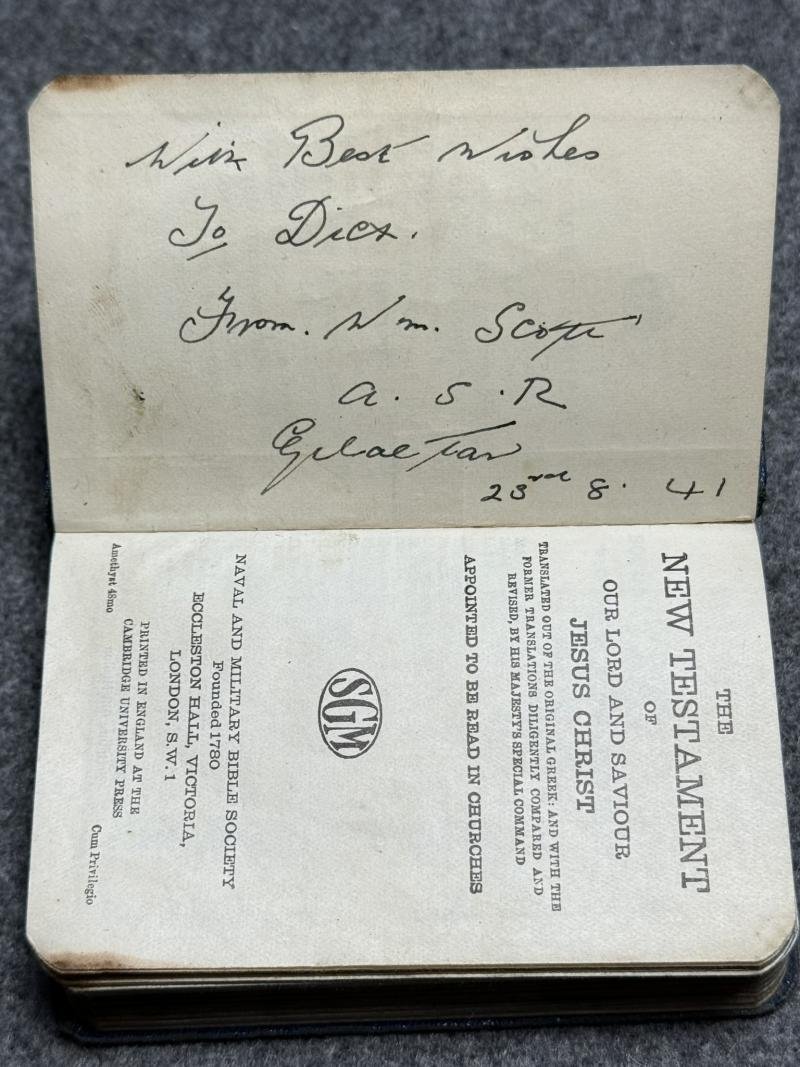 With Best Wishes
To Dick.
From. Wm. Scott
A. S. R
Gibraltar
23rd 8. 41
THE
NEW TESTAMENT
OF
OUR LORD AND SAVIOUR
JESUS CHRIST
TRANSLATED OUT OF THE ORIGINAL GREEK: AND WITH THE
FORMER TRANSLATIONS DILIGENTLY COMPARED AND
REVISED, BY HIS MAJESTY'S SPECIAL COMMAND
APPOINTED TO BE READ IN CHURCHES
SGM
NAVAL AND MILITARY BIBLE SOCIETY
Founded 1780
ECCLESTON HALL, VICTORIA,
LONDON, S.W.1
PRINTED IN ENGLAND AT THE
CAMBRIDGE UNIVERSITY PRESS
Amethyst 48mo
Cum Privilegio